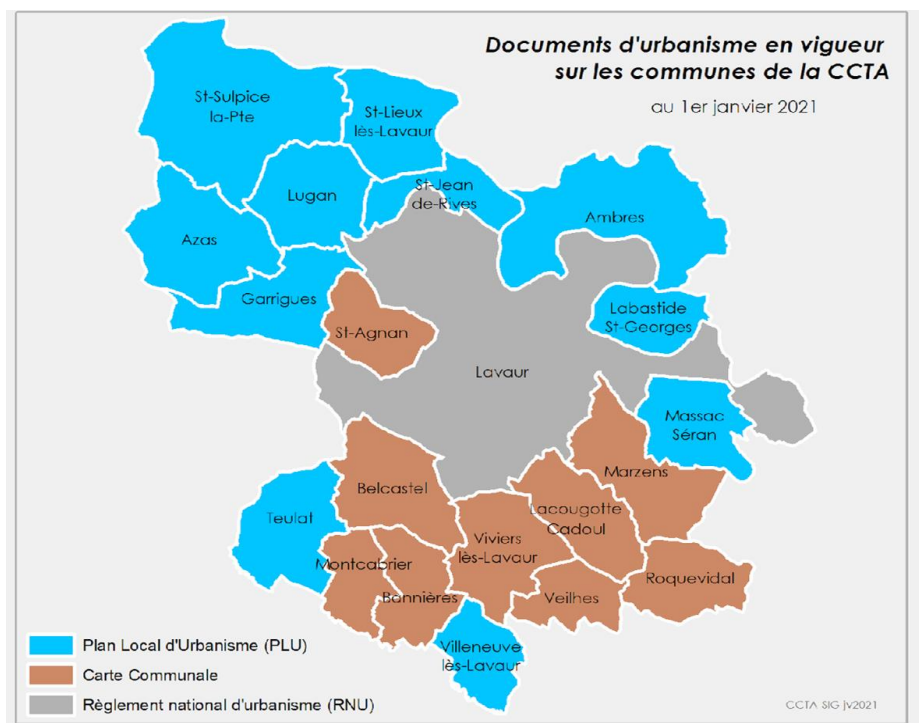 Documents d'urbanisme en vigueur
sur les communes de la CCTA
au 1er janvier 2021
St-Sulpice
la-Pte
St-Lieux
lès-Lavaur
Lugan
St-Jean
de-Rives
Ambres
Azas
Garrigues
Labastide
St-Georges
St-Agnan
Lavaur
Massac
Séran
Marzens
Belcastel
Lacougotte
Cadoul
Teulat
Viviers
lès-Lavaur
Montcabrier
Roquevidal
Bannières
Veilhes
Villeneuve
lès-Lavaur
Plan Local d'Urbanisme (PLU)
Carte Communale
Règlement national d'urbanisme (RNU)
CCTA SIG jv2021